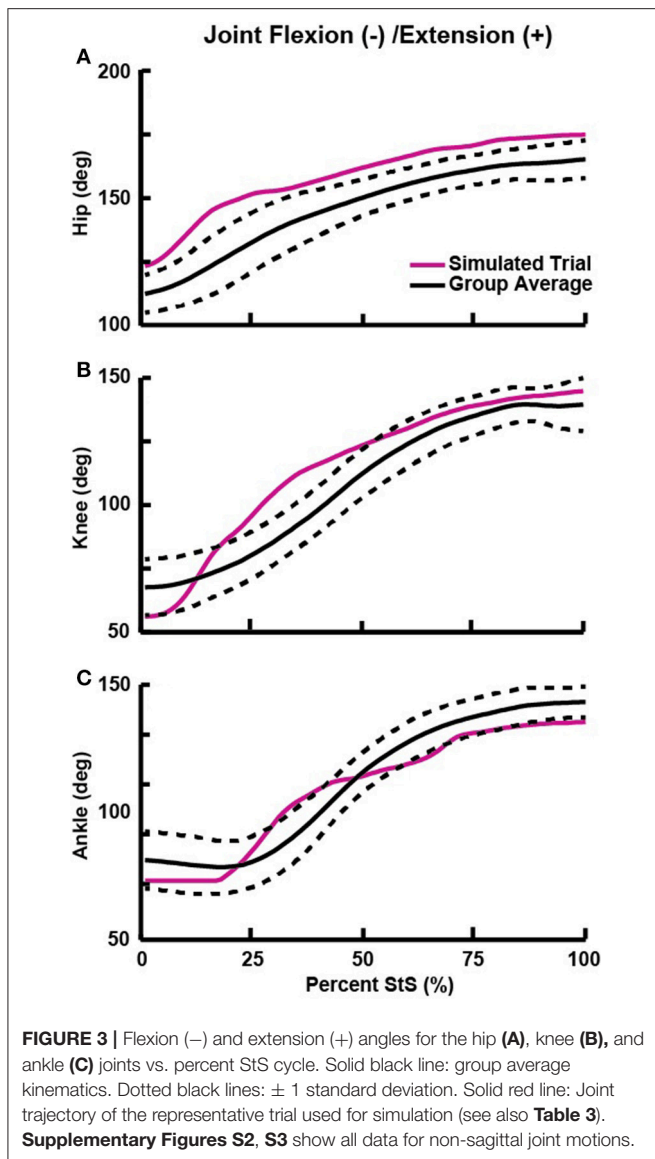 Joint Flexion (-) /Extension (+)
A
200
150
100
Hip (deg)
Simulated Trial
Group Average
B
150
100
50
Knee (deg)
C
150
100
50
Ankle (deg)
0 25 50 75 100
Percent StS (%)
FIGURE 3 | Flexion (−) and extension (+) angles for the hip (A), knee (B), and
ankle (C) joints vs. percent StS cycle. Solid black line: group average
kinematics. Dotted black lines: ± 1 standard deviation. Solid red line: Joint
trajectory of the representative trial used for simulation (see also Table 3).
Supplementary Figures S2, S3 show all data for non-sagittal joint motions.